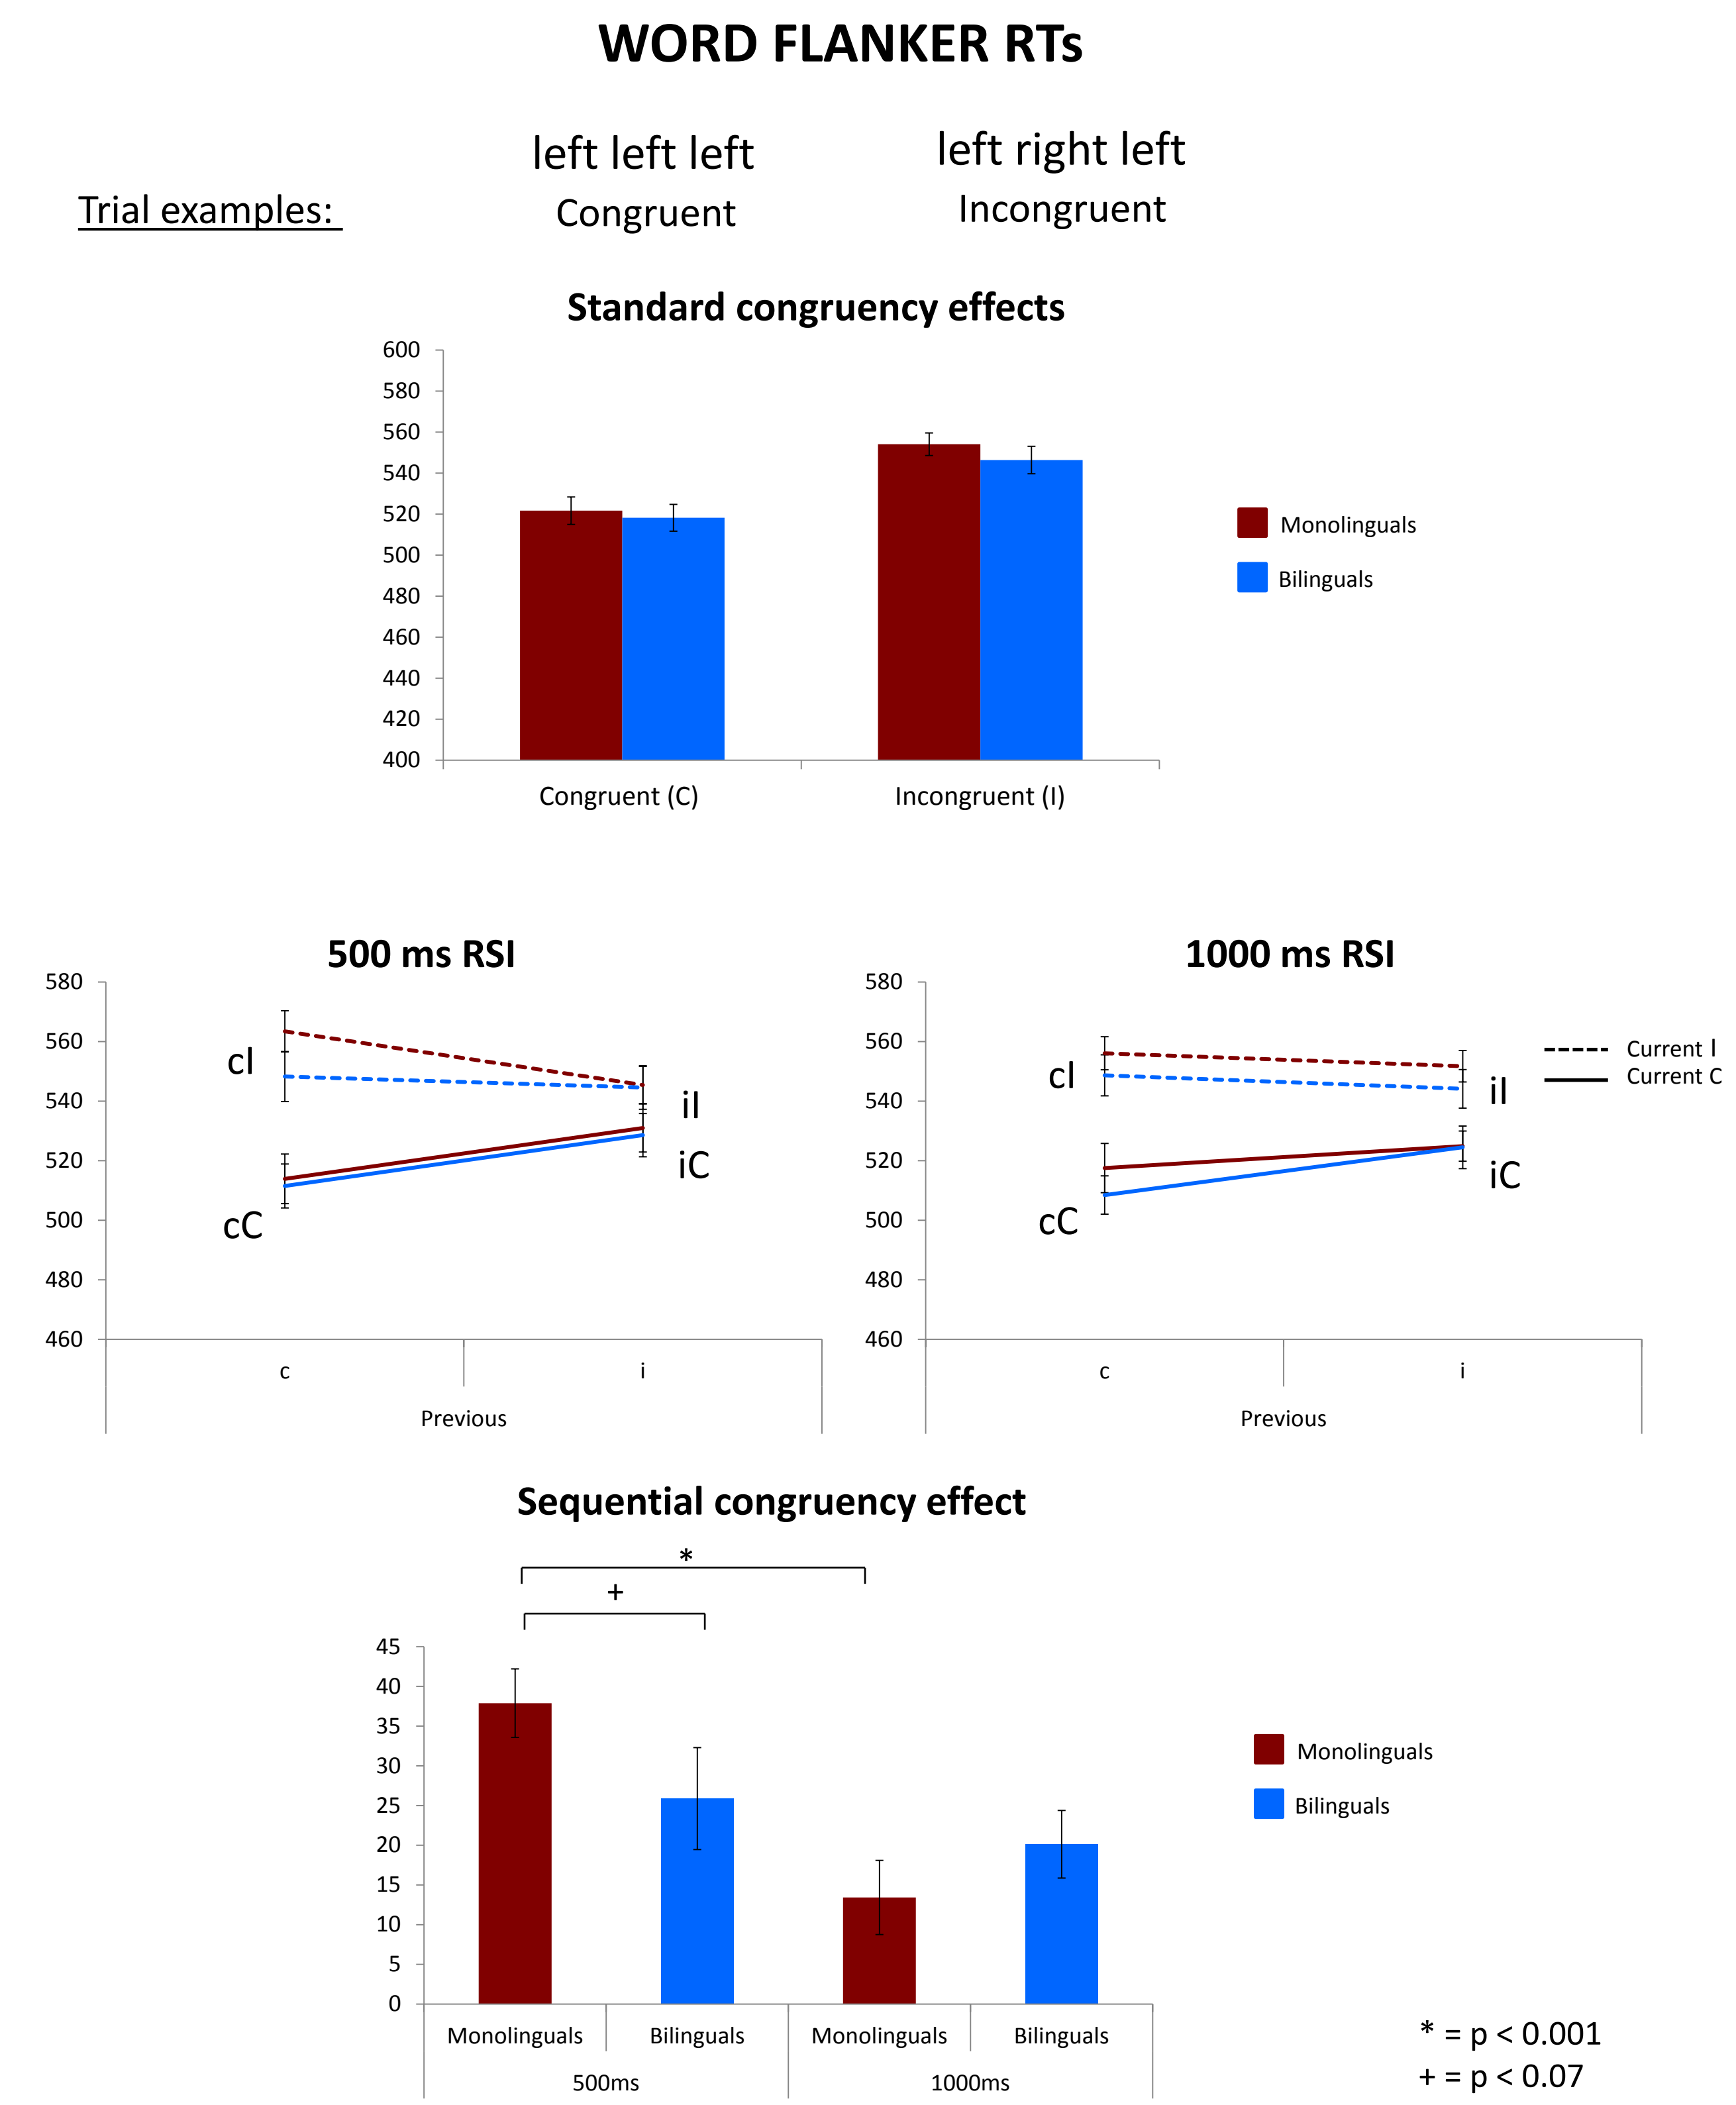 WORD FLANKER RTs
left left left
left right left
Trial examples:
Congruent
Incongruent
Standard congruency effects
600
580
560
540
520
500
480
460
440
420
400
Congruent (C)
Incongruent (I)
Monolinguals
Bilinguals
500 ms RSI
580
560
540
520
500
480
460
cI
iI
iC
cC
c
i
Previous
1000 ms RSI
580
560
540
520
500
480
460
cI
iI
iC
cC
c
i
Previous
Current I
Current C
Sequential congruency effect
*
+
45
40
35
30
25
20
15
10
5
0
Monolinguals
Bilinguals
Monolinguals
Bilinguals
500ms
1000ms
Monolinguals
Bilinguals
* = p < 0.001
+ = p < 0.07